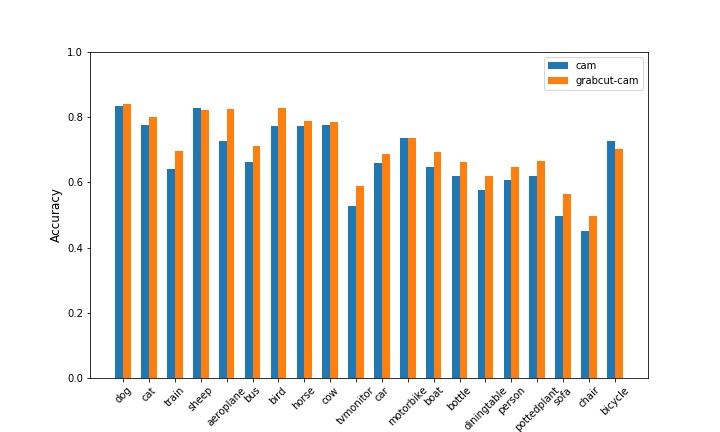 1.0
0.8
0.6
0.4
0.2
0.0
Accuracy
cam
grabcut-cam
dog
cat
train
sheep
aeroplane
bus
bird
horse
cow
tvmonitor
car
motorbike
boat
bottle
diningtable
person
pottedplant
sofa
chair
bicycle